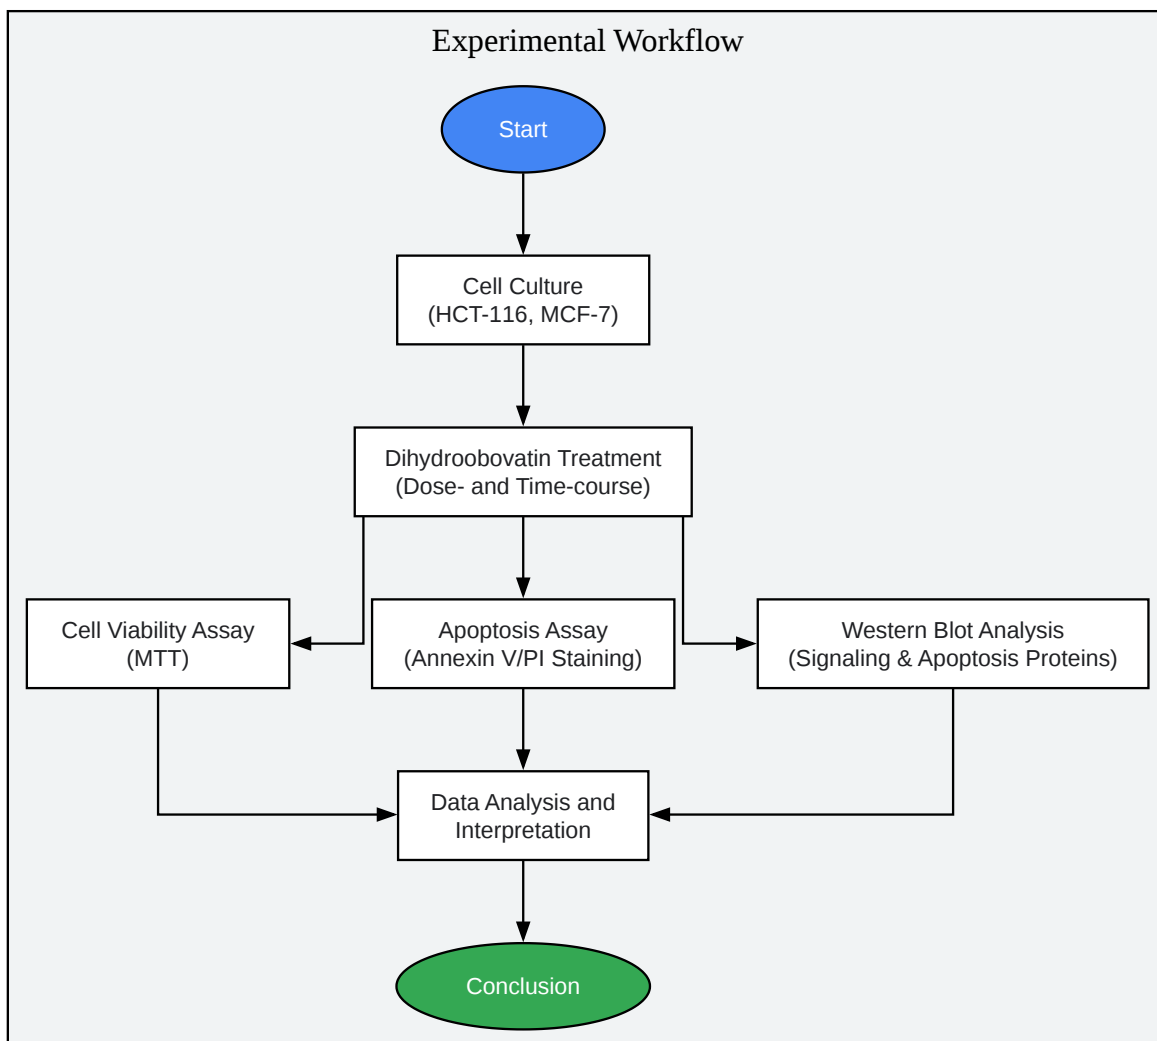 Experimental Workflow
Start
Cell Culture
(HCT-116, MCF-7)
Dihydroobovatin Treatment
(Dose- and Time-course)
Cell Viability Assay
(MTT)
Apoptosis Assay
(Annexin V/PI Staining)
Western Blot Analysis
(Signaling & Apoptosis Proteins)
Data Analysis and
Interpretation
Conclusion